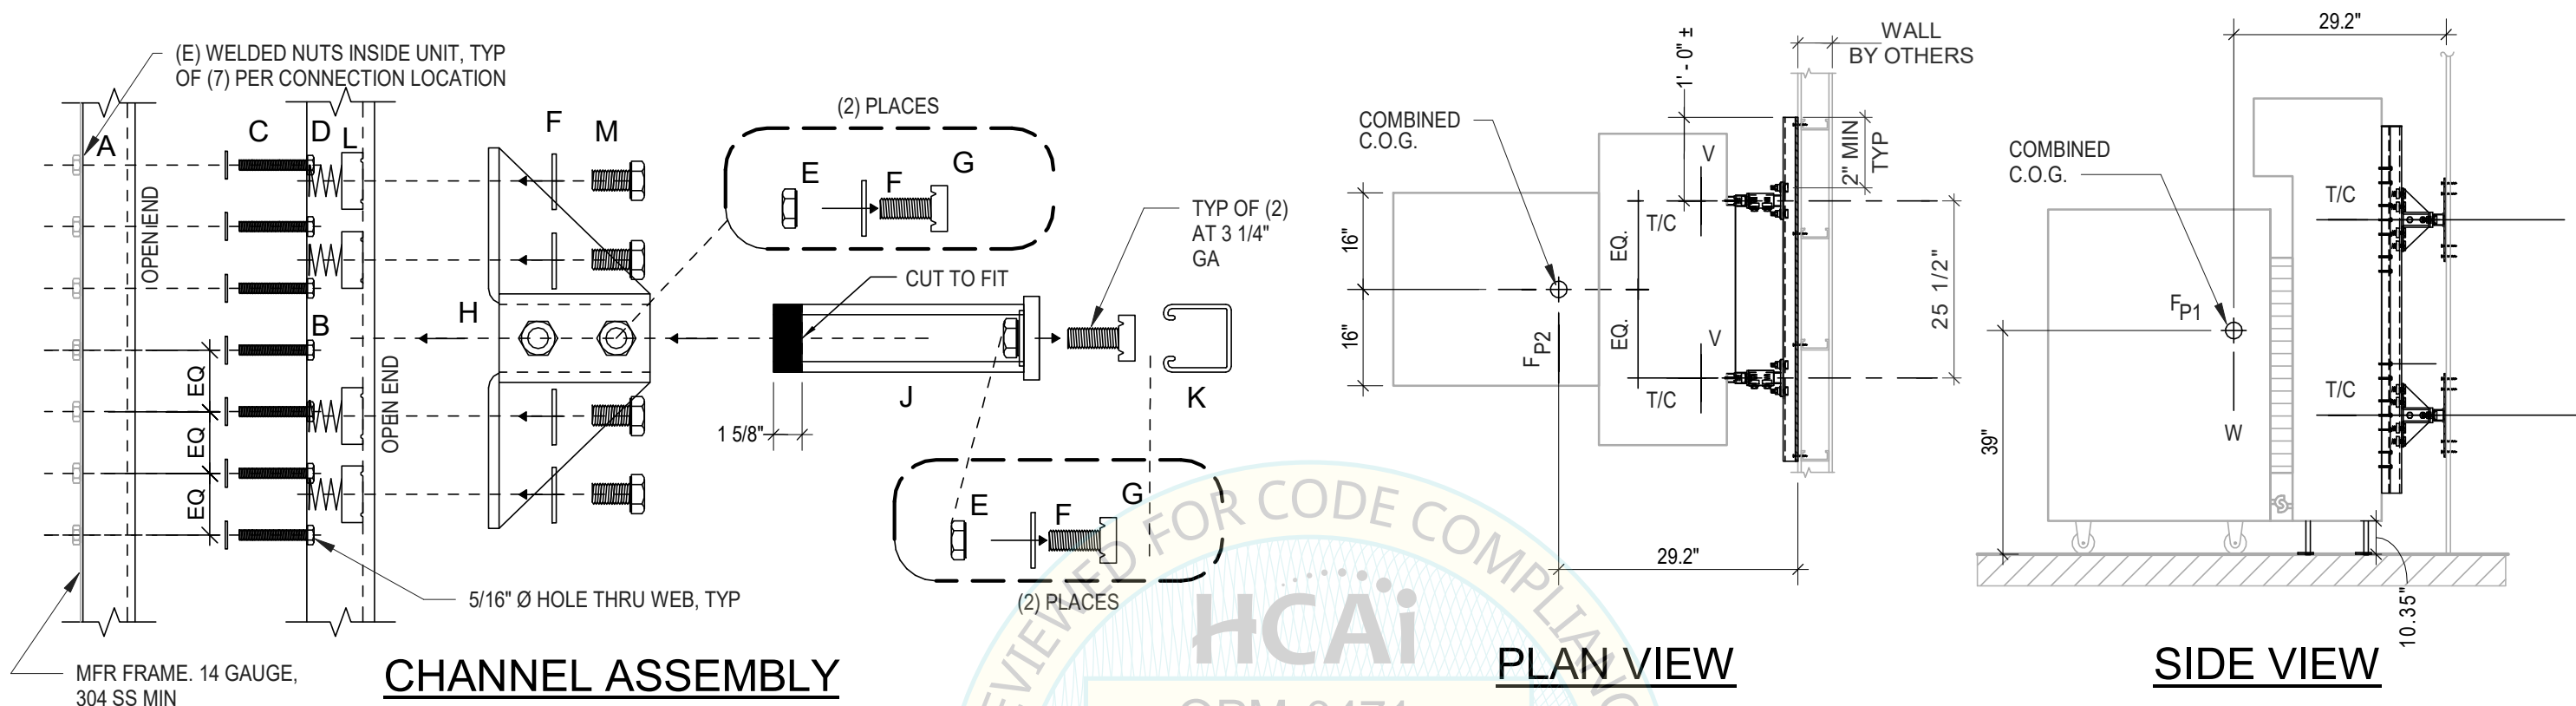 (E) WELDED NUTS INSIDE UNIT, TYP
OF (7) PER CONNECTION LOCATION
A
OPEN END
C
D
L
B
OPEN END
EQ
EQ
EQ
5/16" Ø HOLE THRU WEB, TYP
MFR FRAME. 14 GAUGE,
304 SS MIN
F
M
H
(2) PLACES
E
F
G
CUT TO FIT
TYP OF (2)
AT 3 1/4"
GA
J
K
1 5/8"
E
F
G
(2) PLACES
CHANNEL ASSEMBLY
COMBINED
C.O.G.
16"
16"
FP2
EQ.
EQ.
V
T/C
V
T/C
1' - 0" ±
WALL
BY OTHERS
2" MIN
TYP
25 1/2"
29.2"
PLAN VIEW
29.2"
COMBINED
C.O.G.
FP1
W
39"
T/C
T/C
10.35"
SIDE VIEW
REVIEWED FOR CODE COMPLIANCE
HCAi